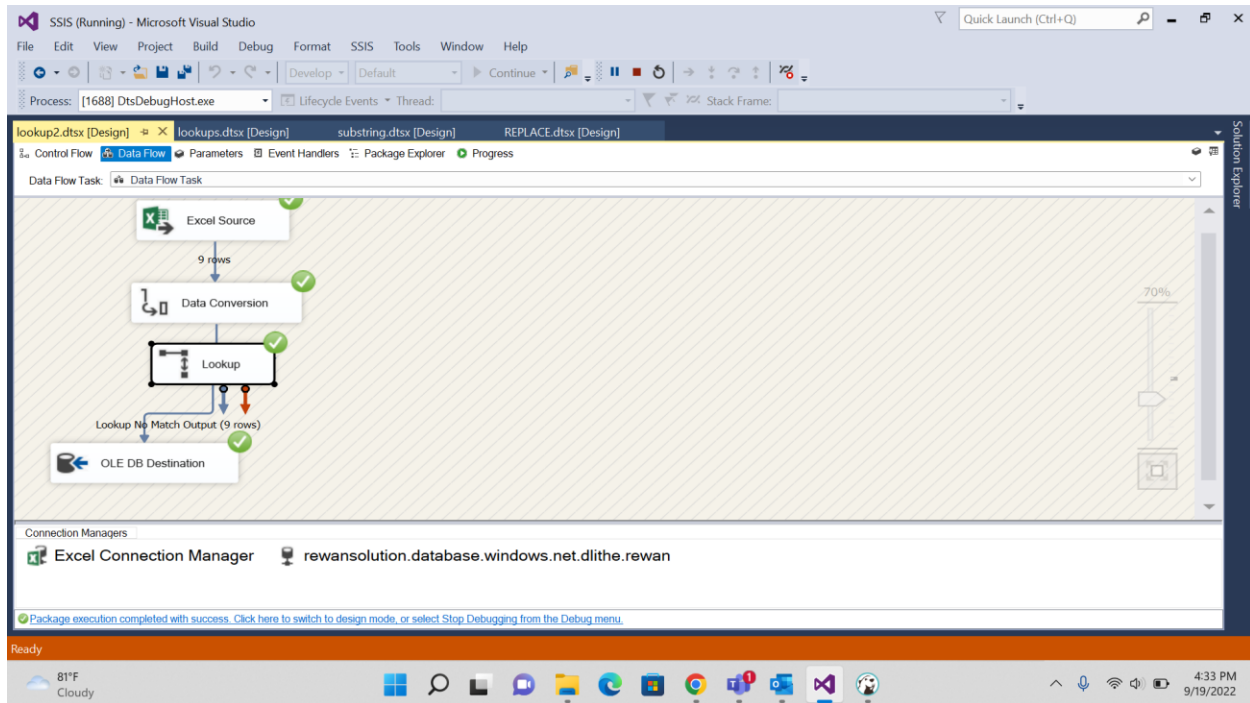 SSIS (Running) - Microsoft Visual Studio
Quick Launch (Ctrl+Q)
File Edit View Project Build Debug Format SSIS Tools Window Help
Develop Default Continue
Process: [1688] DtsDebugHost.exe Lifecycle Events Thread: Stack Frame:
lookup2.dtsx [Design] lookups.dtsx [Design] substring.dtsx [Design] REPLACE.dtsx [Design]
Solution Explorer
Control Flow Data Flow Parameters Event Handlers Package Explorer Progress
Data Flow Task: Data Flow Task
Excel Source
9 rows
Data Conversion
70%
Lookup
Lookup No Match Output (9 rows)
OLE DB Destination
Connection Managers
Excel Connection Manager rewansolution.database.windows.net.dlithe.rewan
Package execution completed with success. Click here to switch to design mode, or select Stop Debugging from the Debug menu.
Ready
81°F
Cloudy
4:33 PM
9/19/2022